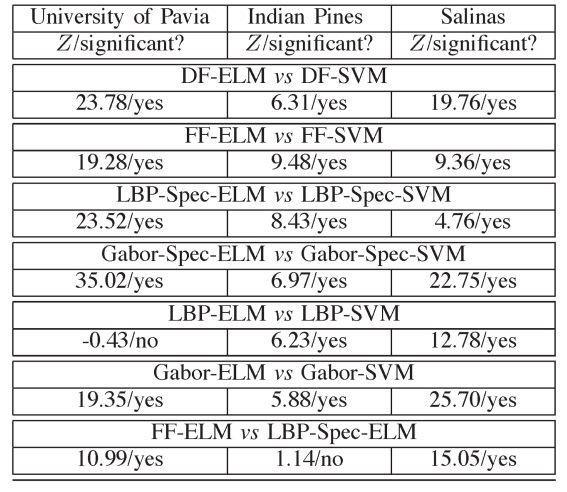 University of Pavia Indian Pines Salinas
Z/significant? Z/significant? Z/significant?
DF-ELM vs DF-SVM
23.78/yes 6.31/yes 19.76/yes
FF-ELM vs FF-SVM
19.28/yes 9.48/yes 9.36/yes
LBP-Spec-ELM vs LBP-Spec-SVM
23.52/yes 8.43/yes 4.76/yes
Gabor-Spec-ELM vs Gabor-Spec-SVM
35.02/yes 6.97/yes 22.75/yes
LBP-ELM vs LBP-SVM
-0.43/no 6.23/yes 12.78/yes
Gabor-ELM vs Gabor-SVM
19.35/yes 5.88/yes 25.70/yes
FF-ELM vs LBP-Spec-ELM
10.99/yes 1.14/no 15.05/yes